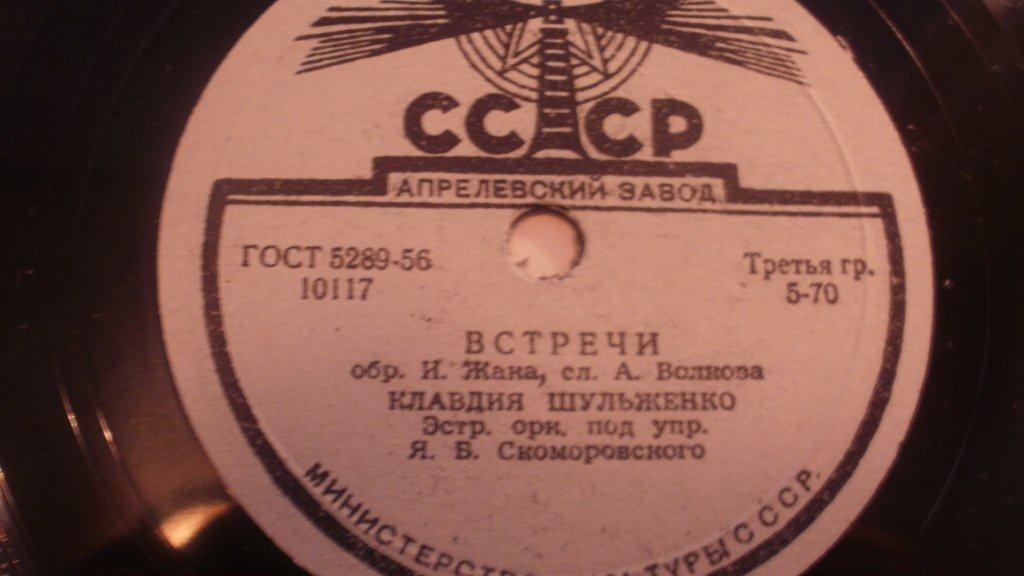 СССР
АПРЕЛЕВСКИЙ ЗАВОД
ГОСТ 5289-56
10117
Третья гр.
5-70
ВСТРЕЧИ
обр. И. Жака, сл. А. Волкова
КЛАВДИЯ ШУЛЬЖЕНКО
Эстр. орк. под упр.
Я. Б. Скоморовского
МИНИСТЕРСТВО КУЛЬТУРЫ СССР.